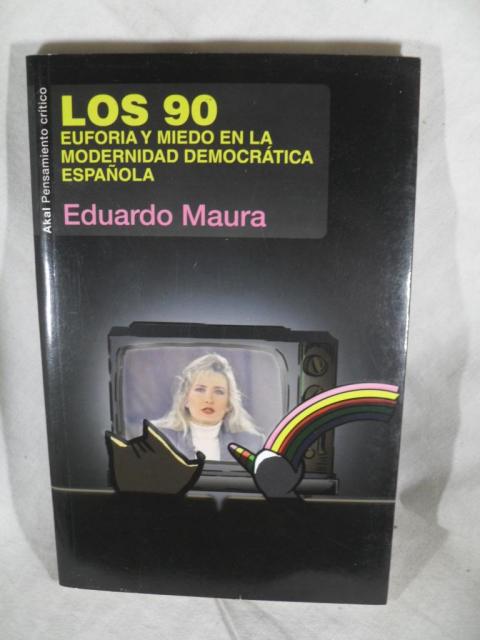 LOS 90
EUFORIA Y MIEDO EN LA
MODERNIDAD DEMOCRÁTICA
ESPAÑOLA
Eduardo Maura
Akal Pensamiento crítico